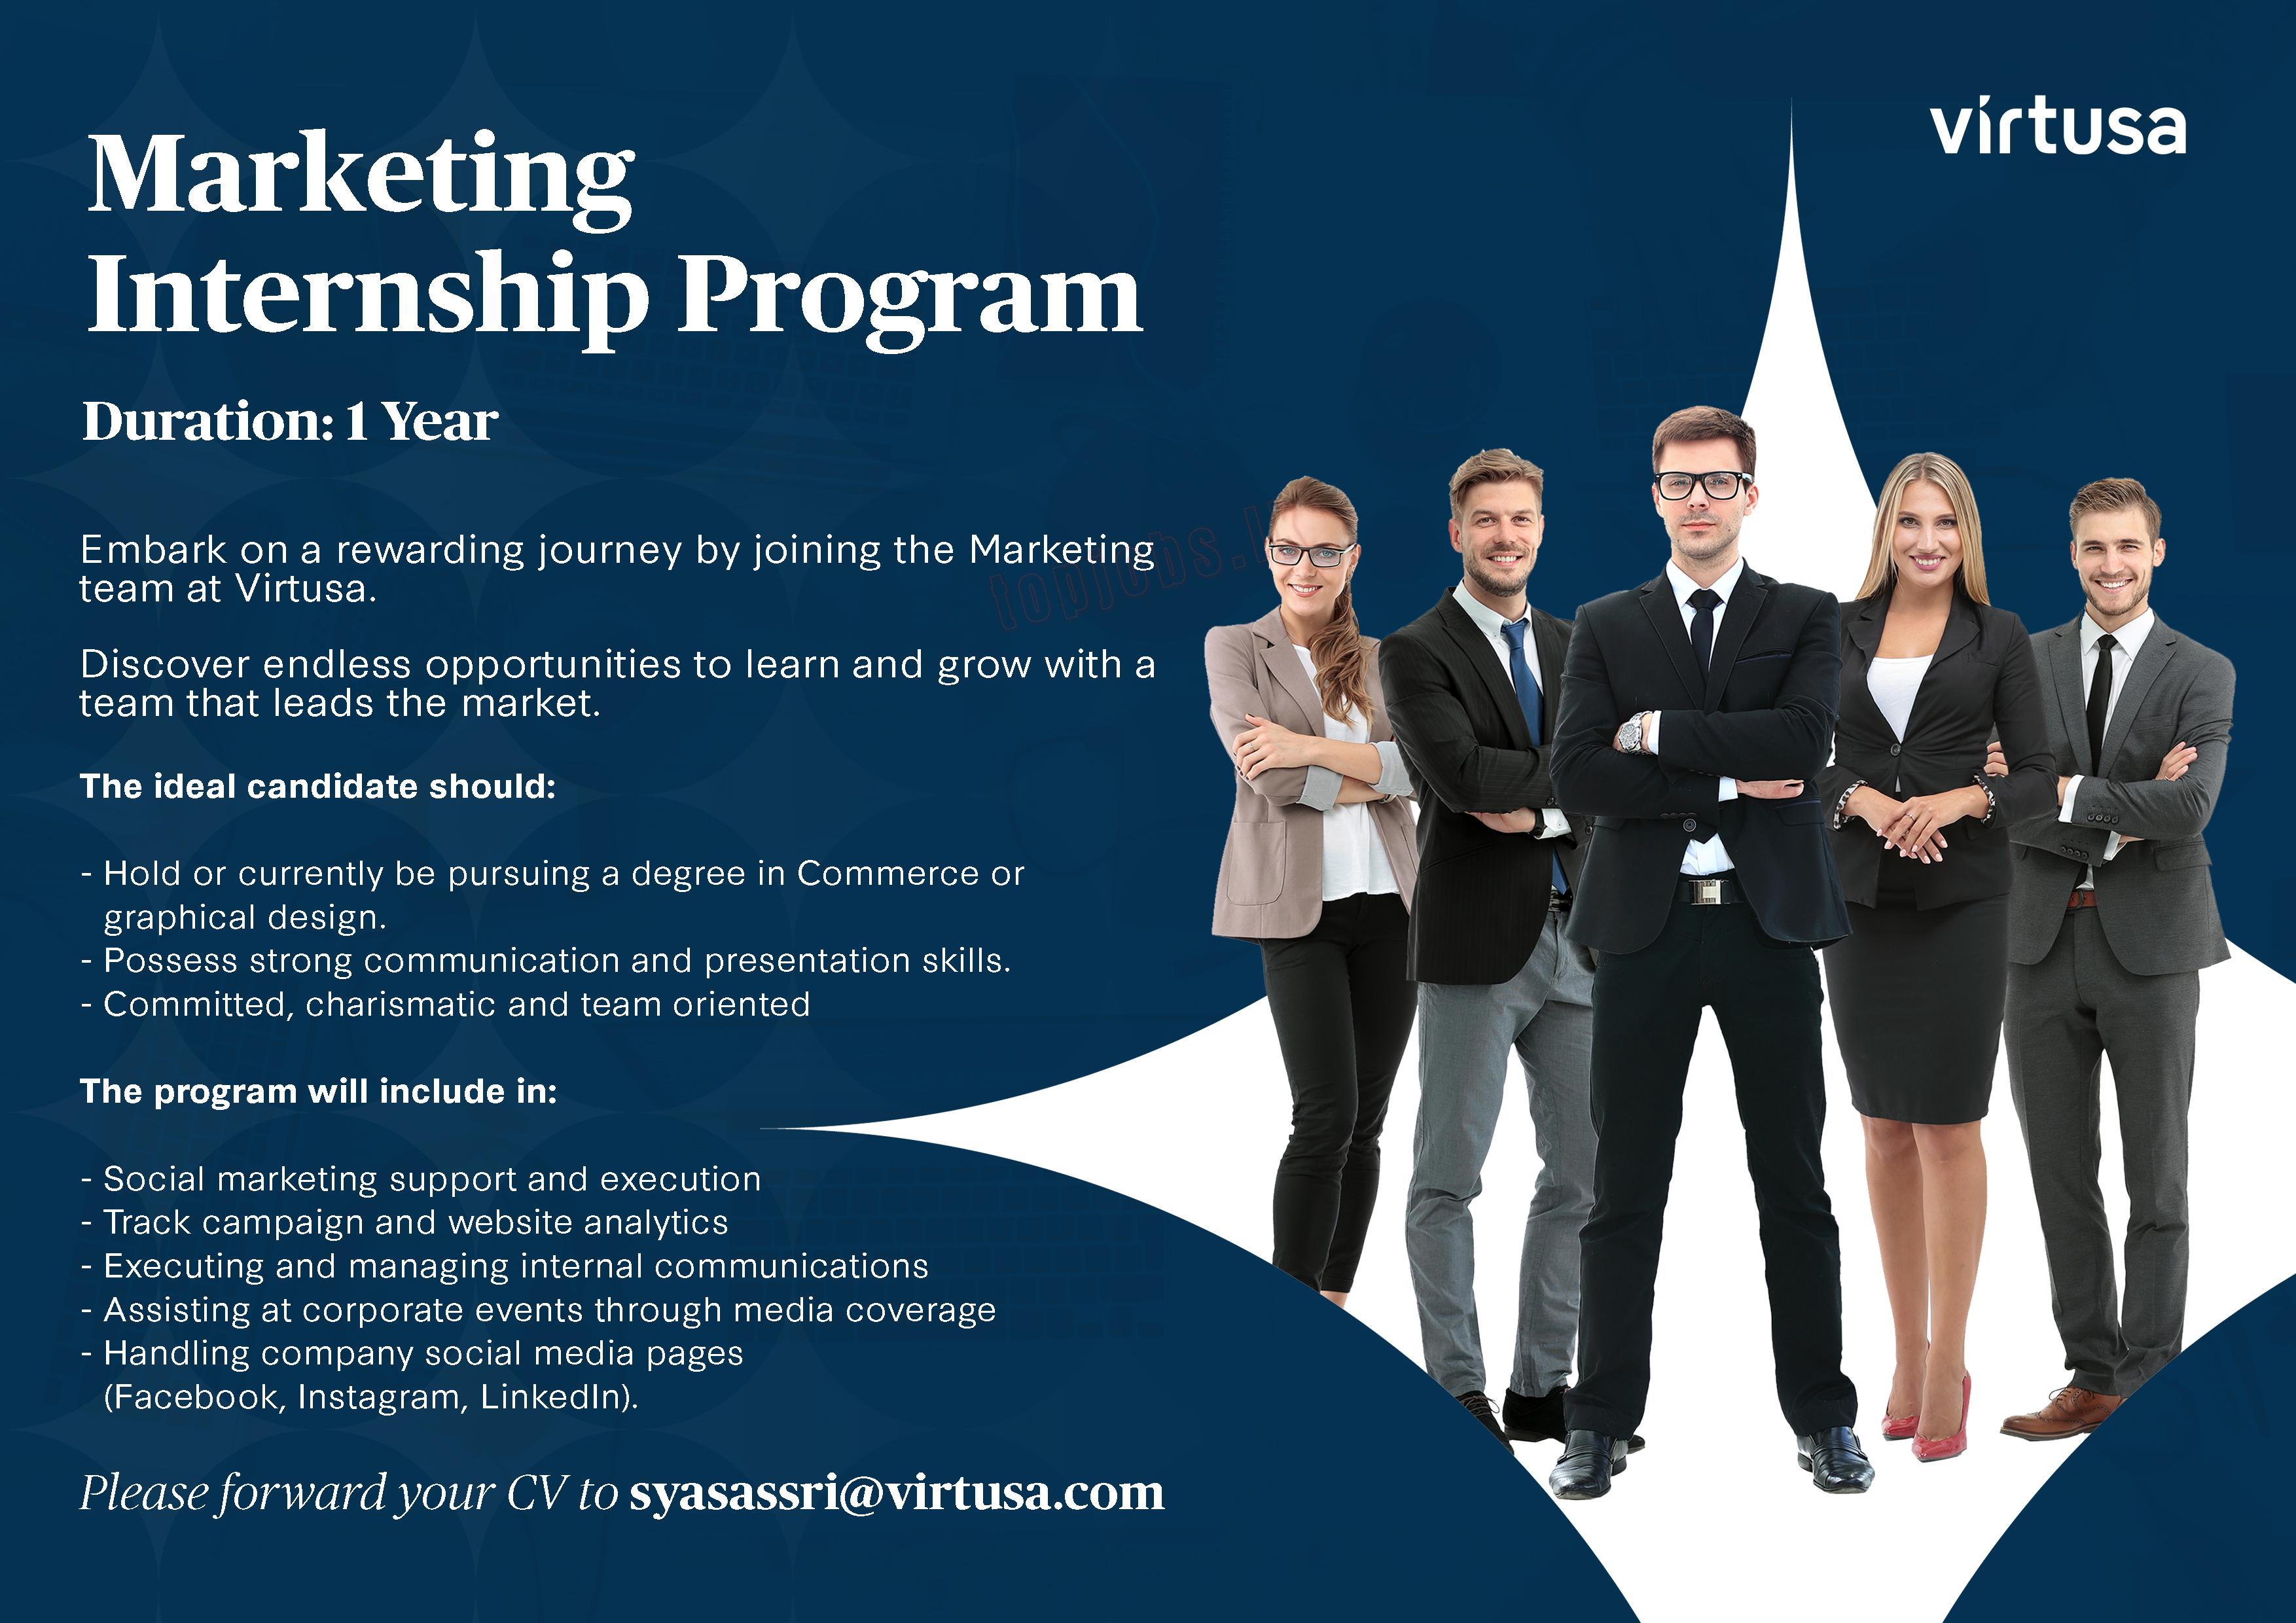 virtusa
Marketing
Internship Program
Duration: 1 Year
Embark on a rewarding journey by joining the Marketing
team at Virtusa.
Discover endless opportunities to learn and grow with a
team that leads the market.
The ideal candidate should:
- Hold or currently be pursuing a degree in Commerce or
graphical design.
- Possess strong communication and presentation skills.
- Committed, charismatic and team oriented
The program will include in:
- Social marketing support and execution
- Track campaign and website analytics
- Executing and managing internal communications
- Assisting at corporate events through media coverage
- Handling company social media pages
(Facebook, Instagram, LinkedIn).
Please forward your CV to syasassri@virtusa.com